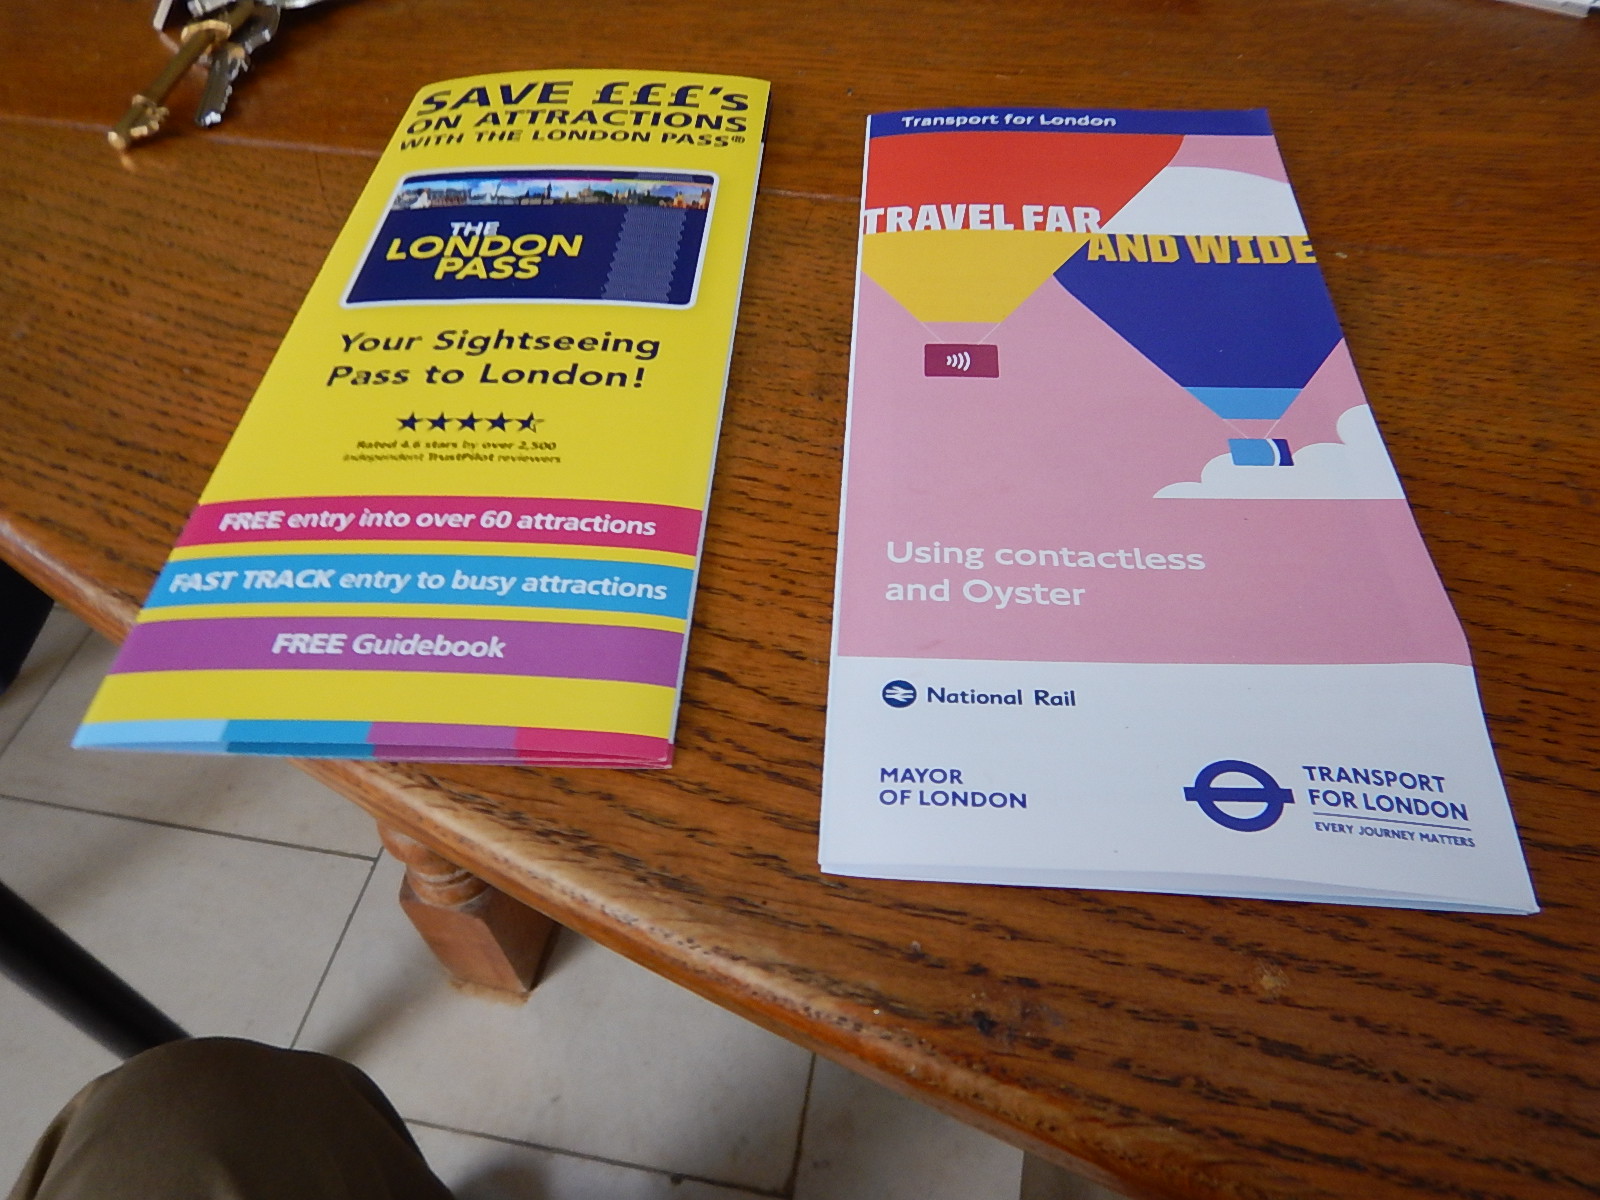 SAVE £££'s
ON ATTRACTIONS
WITH THE LONDON PASS®
THE
LONDON
PASS
Your Sightseeing
Pass to London!
Rated 4.6 stars by over 2,500
independent TrustPilot reviewers
FREE entry into over 60 attractions
FAST TRACK entry to busy attractions
FREE Guidebook
Transport for London
TRAVEL FAR
AND WIDE
Using contactless
and Oyster
National Rail
MAYOR
OF LONDON
TRANSPORT
FOR LONDON
EVERY JOURNEY MATTERS